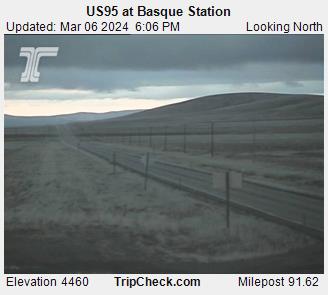 US95 at Basque Station
Updated: Mar 06 2024 6:06 PM Looking North
Elevation 4460 TripCheck.com Milepost 91.62